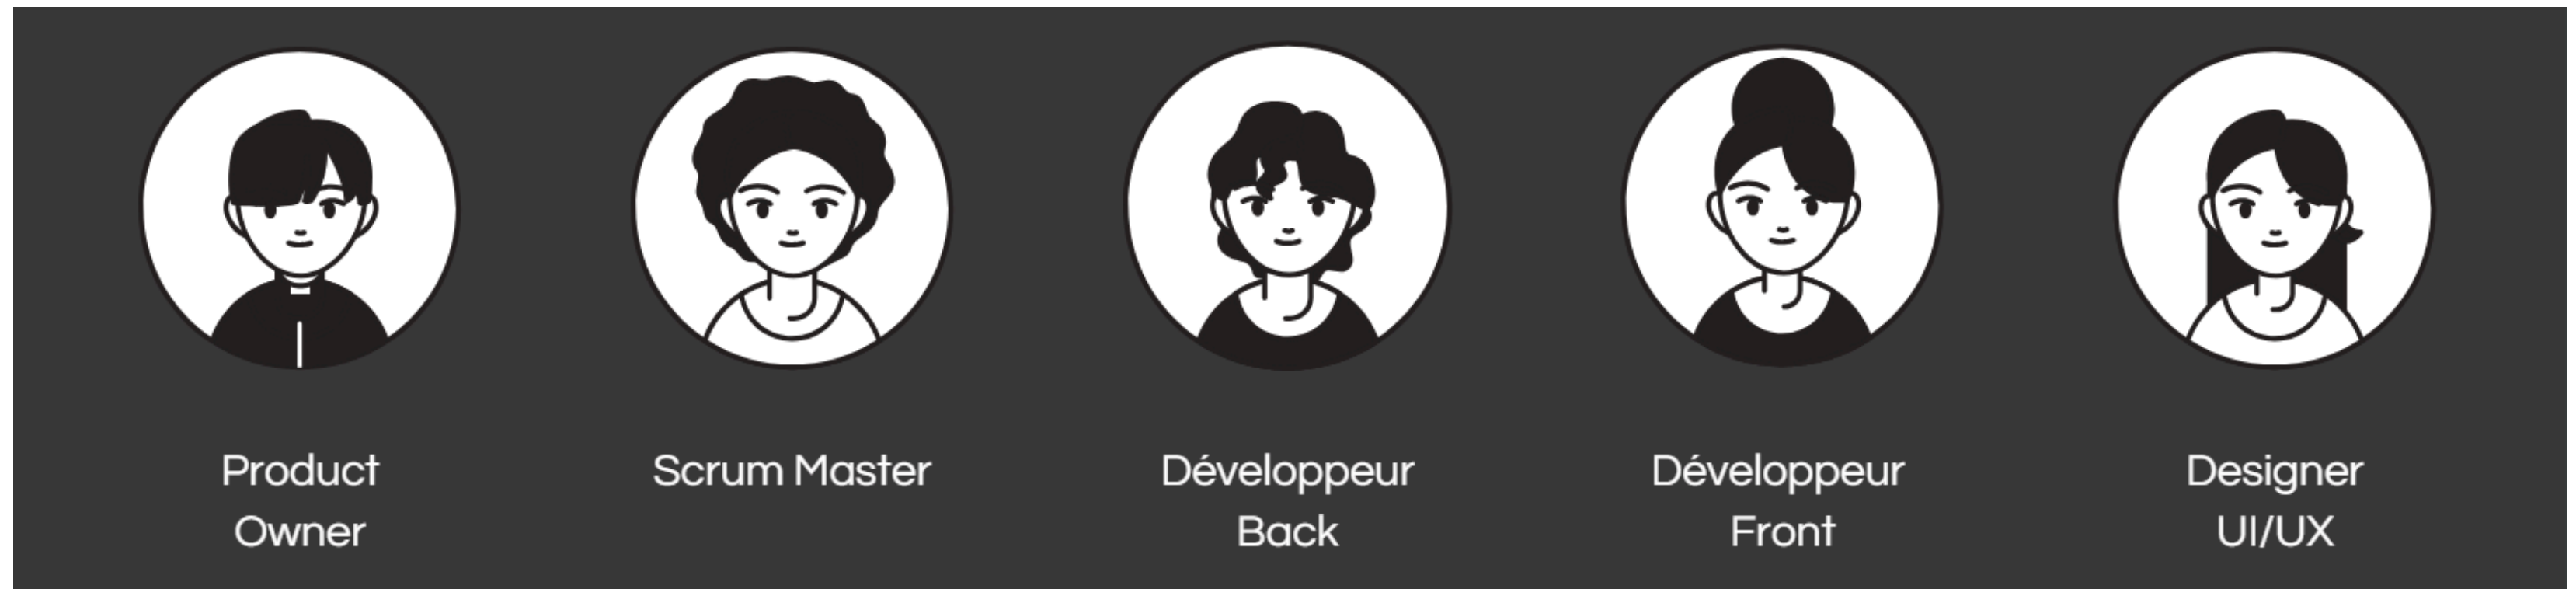 Product
Owner
Scrum Master
Développeur
Back
Développeur
Front
Designer
UI/UX